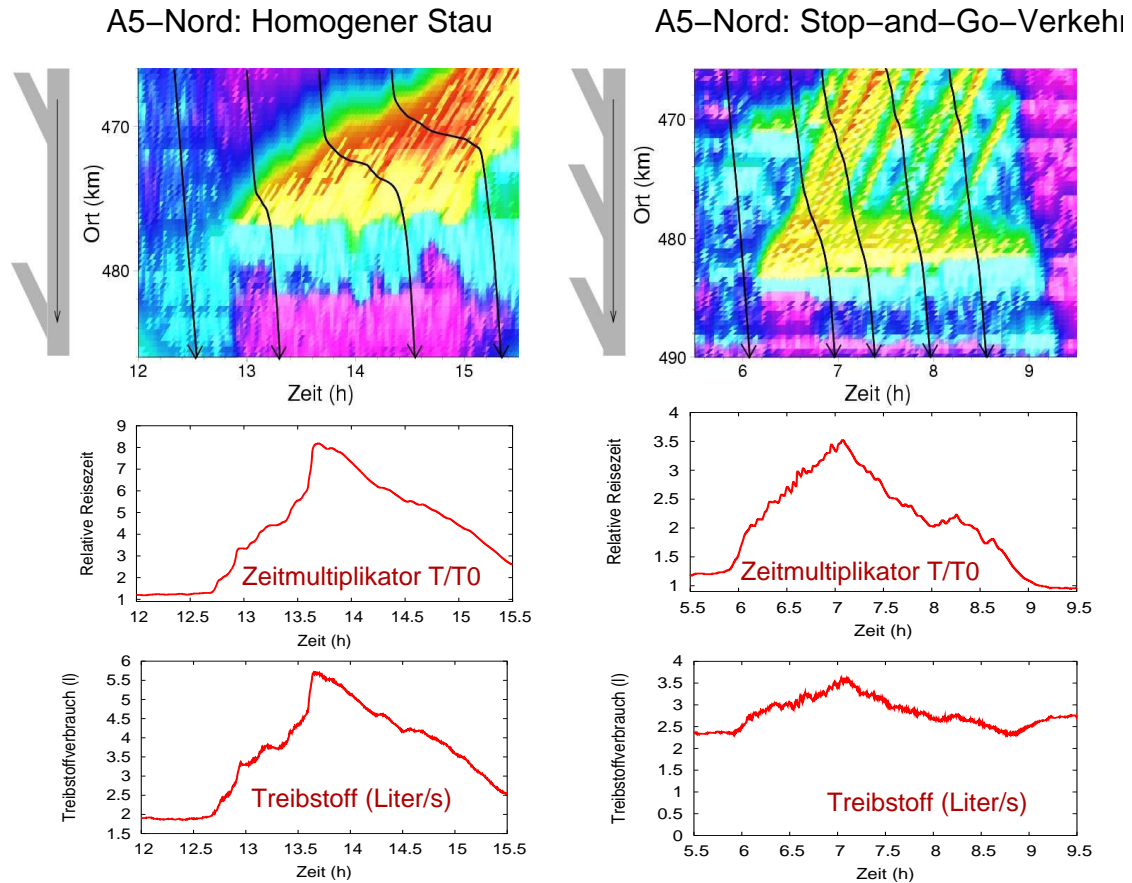 A5−Nord: Homogener Stau
470
480
Ort (km)
12 13 14 15
Zeit (h)
9
8
7
6
5
4
3
2
1
Relative Reisezeit
Zeitmultiplikator T/T0
12 12.5 13 13.5 14 14.5 15 15.5
Zeit (h)
6
5.5
5
4.5
4
3.5
3
2.5
2
1.5
Treibstoffverbrauch (l)
Treibstoff (Liter/s)
12 12.5 13 13.5 14 14.5 15 15.5
Zeit (h)
A5−Nord: Stop−and−Go−Verkehr
470
480
490
Ort (km)
6 7 8 9
Zeit (h)
4
3.5
3
2.5
2
1.5
1
Relative Reisezeit
Zeitmultiplikator T/T0
5.5 6 6.5 7 7.5 8 8.5 9 9.5
Zeit (h)
4
3.5
3
2.5
2
1.5
1
0.5
0
Treibstoffverbrauch (l)
Treibstoff (Liter/s)
5.5 6 6.5 7 7.5 8 8.5 9 9.5
Zeit (h)